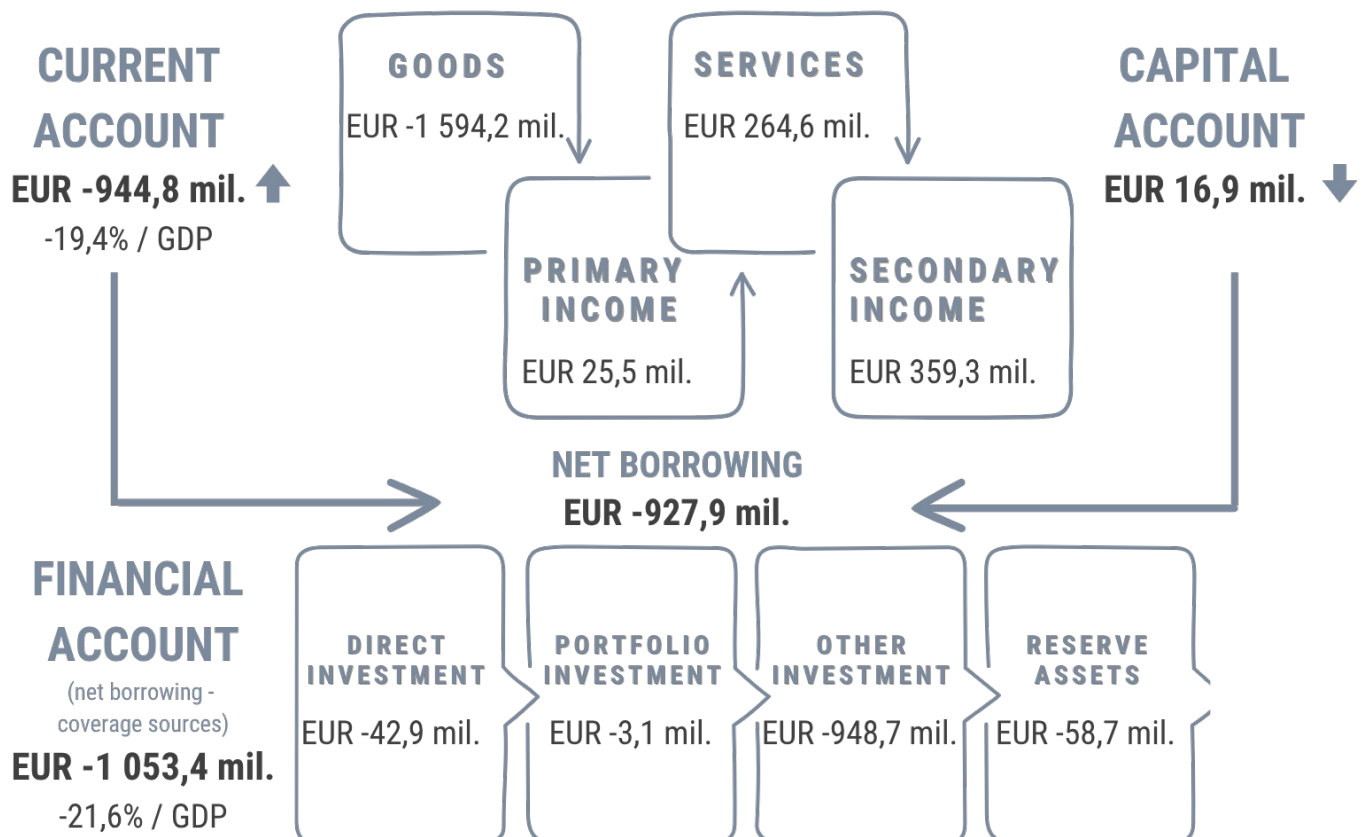 CURRENT
ACCOUNT
EUR -944,8 mil.
-19,4% / GDP
GOODS
EUR -1 594,2 mil.
SERVICES
EUR 264,6 mil.
PRIMARY
INCOME
EUR 25,5 mil.
SECONDARY
INCOME
EUR 359,3 mil.
CAPITAL
ACCOUNT
EUR 16,9 mil.
NET BORROWING
EUR -927,9 mil.
FINANCIAL
ACCOUNT
(net borrowing -
coverage sources)
EUR -1 053,4 mil.
-21,6% / GDP
DIRECT
INVESTMENT
EUR -42,9 mil.
PORTFOLIO
INVESTMENT
EUR -3,1 mil.
OTHER
INVESTMENT
EUR -948,7 mil.
RESERVE
ASSETS
EUR -58,7 mil.